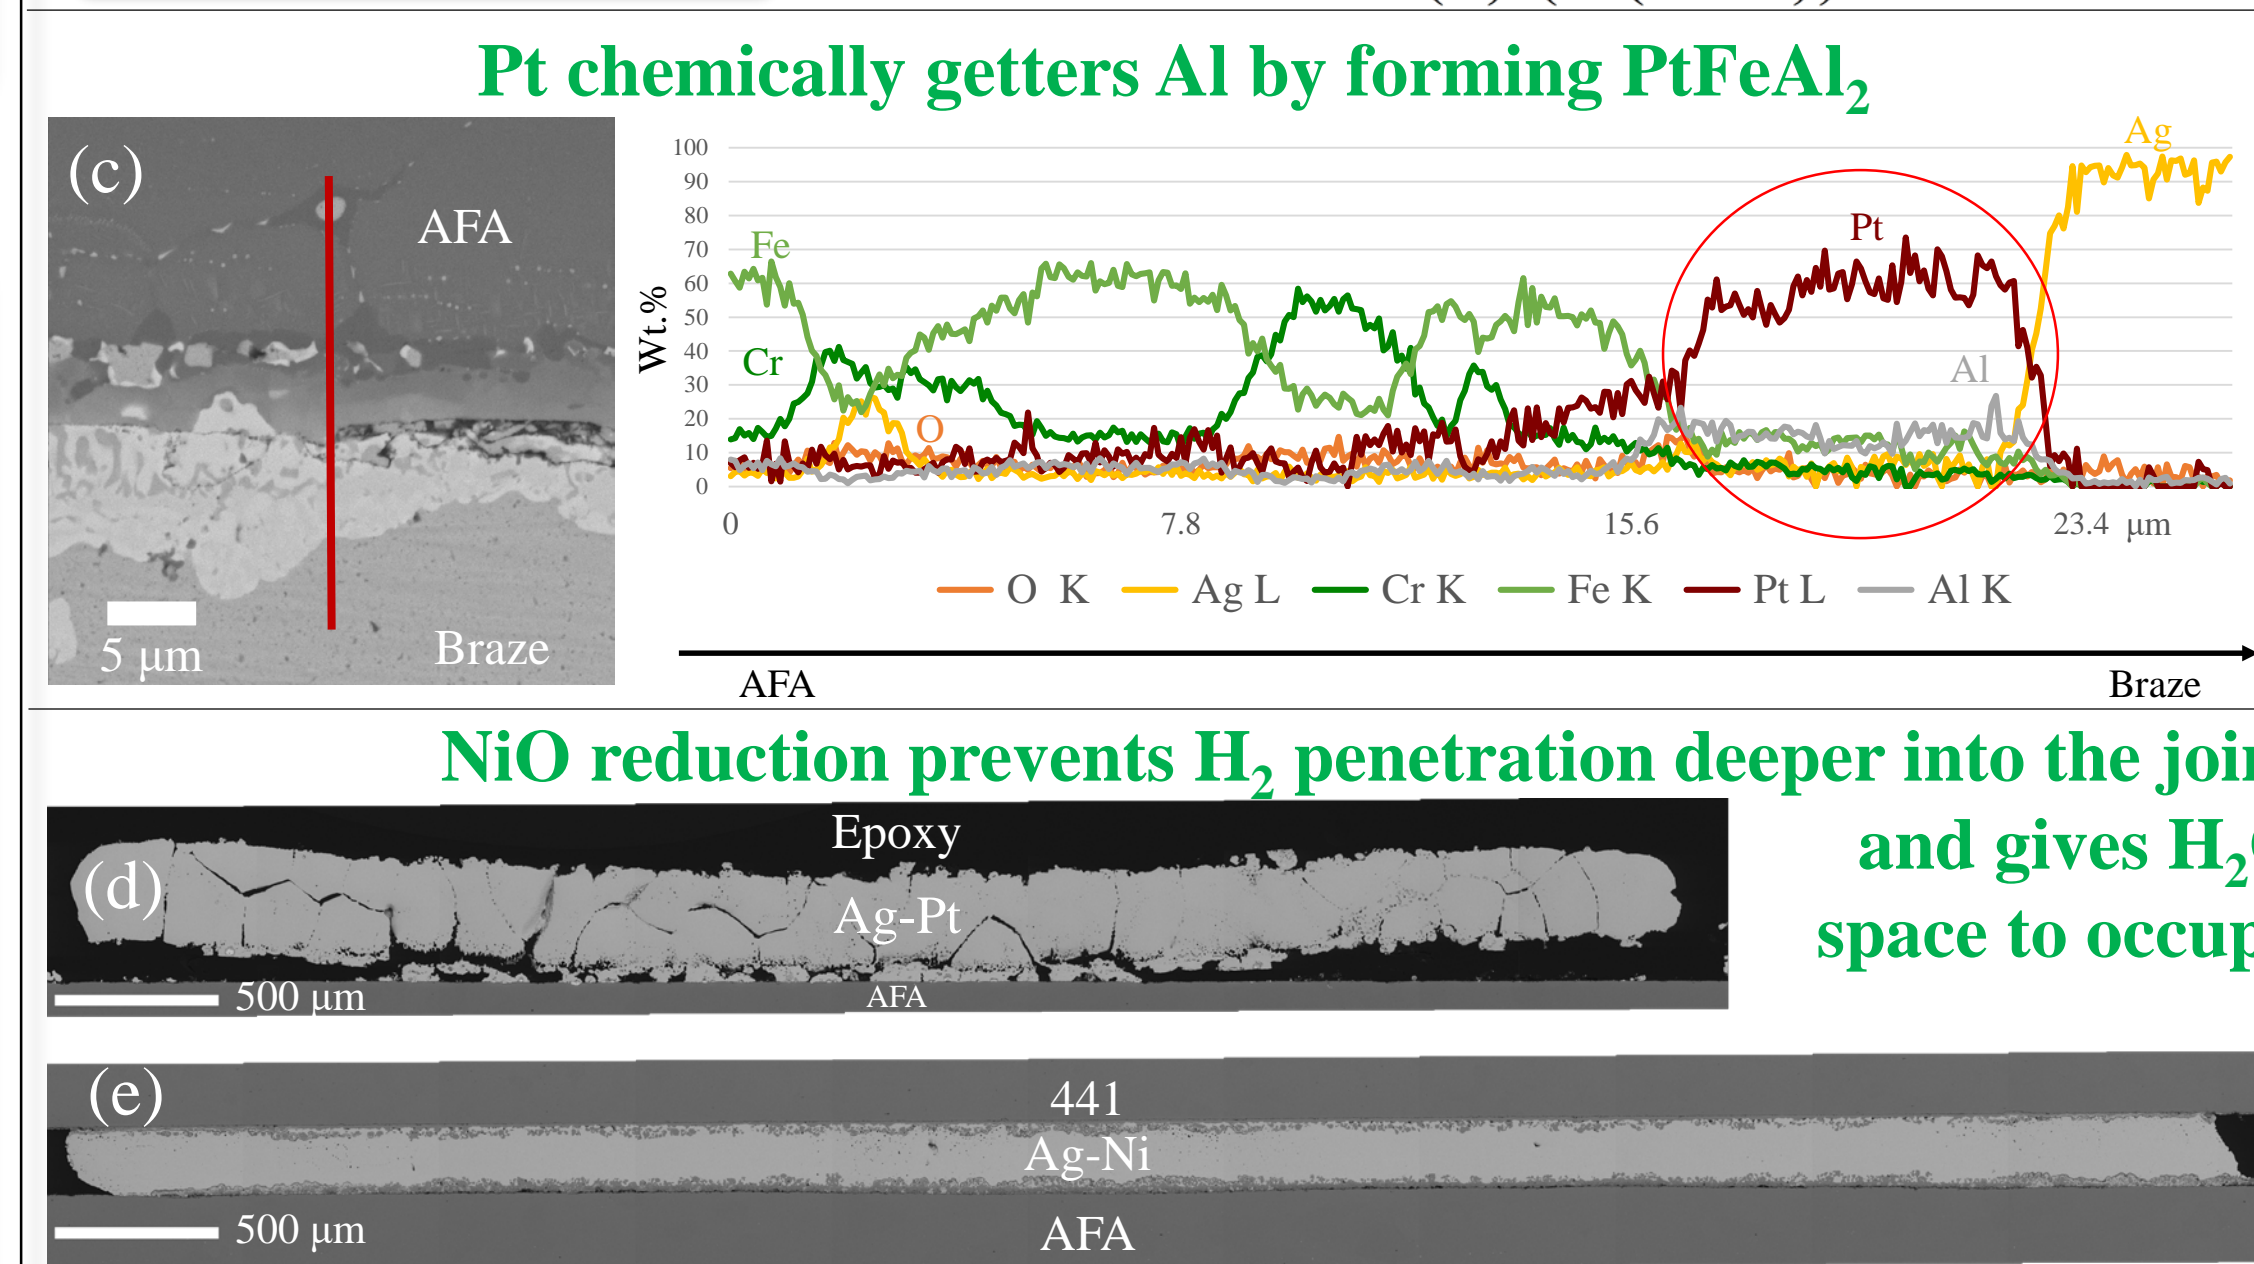 Pt chemically getters Al by forming PtFeAl₂
(c)
AFA
Braze
5 μm
Wt.%
100
90
80
70
60
50
40
30
20
10
0
Fe
Cr
O
Pt
Al
Ag
0 7.8 15.6 23.4 μm
O K Ag L Cr K Fe K Pt L Al K
AFA Braze
NiO reduction prevents H₂ penetration deeper into the
and gives
space to
(d)
Epoxy
Ag-Pt
AFA
500 μm
(e)
441
Ag-Ni
AFA
500 μm